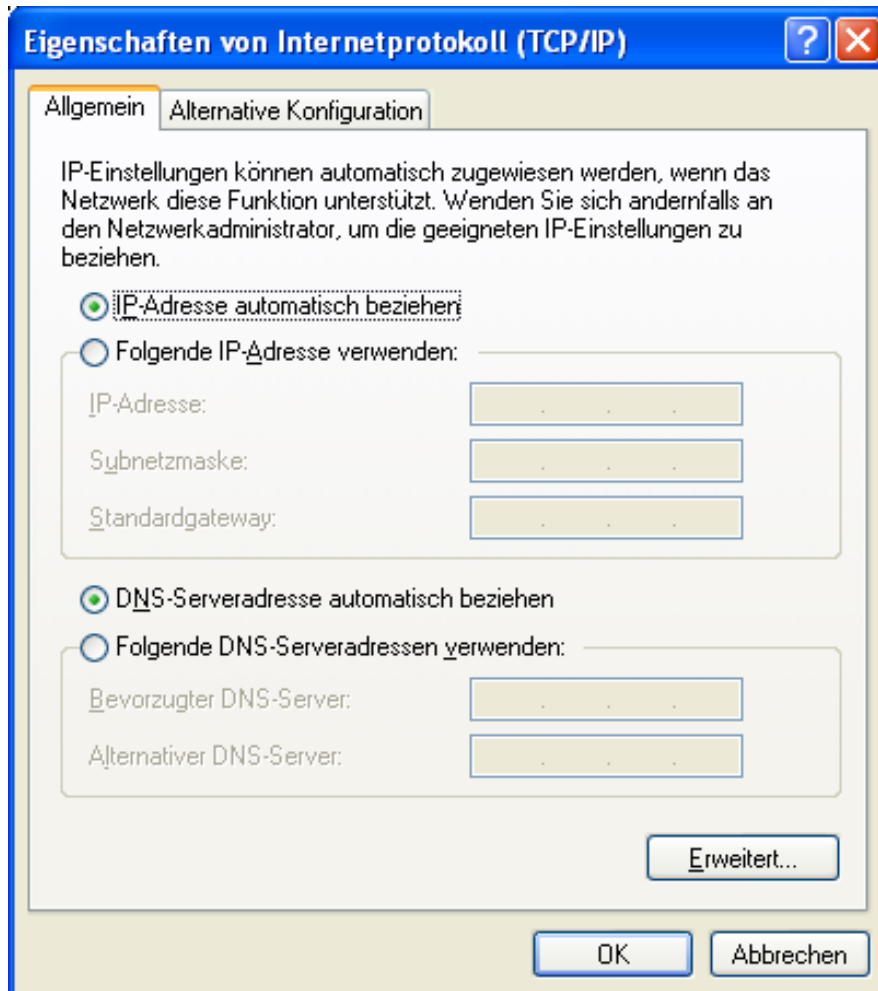 Eigenschaften von Internetprotokoll (TCP/IP)
Allgemein
Alternative Konfiguration
IP-Einstellungen können automatisch zugewiesen werden, wenn das
Netzwerk diese Funktion unterstützt. Wenden Sie sich andernfalls an
den Netzwerkadministrator, um die geeigneten IP-Einstellungen zu
beziehen.
IP-Adresse automatisch beziehen
Folgende IP-Adresse verwenden:
IP-Adresse:
Subnetzmaske:
Standardgateway:
DNS-Serveradresse automatisch beziehen
Folgende DNS-Serveradressen verwenden:
Bevorzugter DNS-Server:
Alternativer DNS-Server:
Erweitert...
OK
Abbrechen